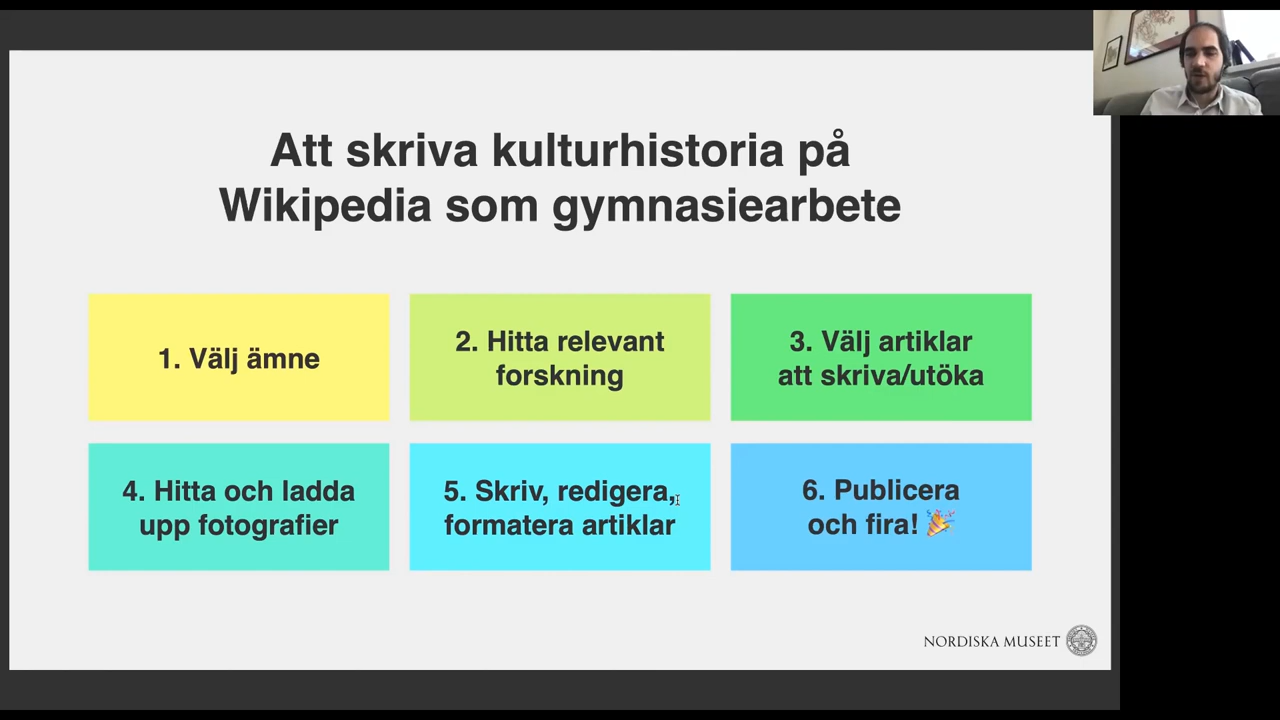 Att skriva kulturhistoria på
Wikipedia som gymnasiearbete
1. Välj ämne
2. Hitta relevant
forskning
3. Välj artiklar
att skriva/utöka
4. Hitta och ladda
upp fotografier
5. Skriv, redigera,
formatera artiklar
6. Publicera
och fira! 🎉
NORDISKA MUSEET